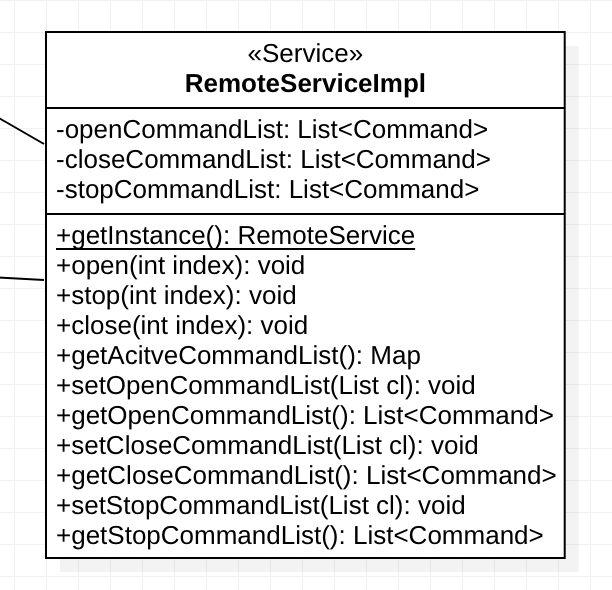 «Service»
RemoteServiceImpl
-openCommandList: List<Command>
-closeCommandList: List<Command>
-stopCommandList: List<Command>
+getInstance(): RemoteService
+open(int index): void
+stop(int index): void
+close(int index): void
+getAcitveCommandList(): Map
+setOpenCommandList(List cl): void
+getOpenCommandList(): List<Command>
+setCloseCommandList(List cl): void
+getCloseCommandList(): List<Command>
+setStopCommandList(List cl): void
+getStopCommandList(): List<Command>